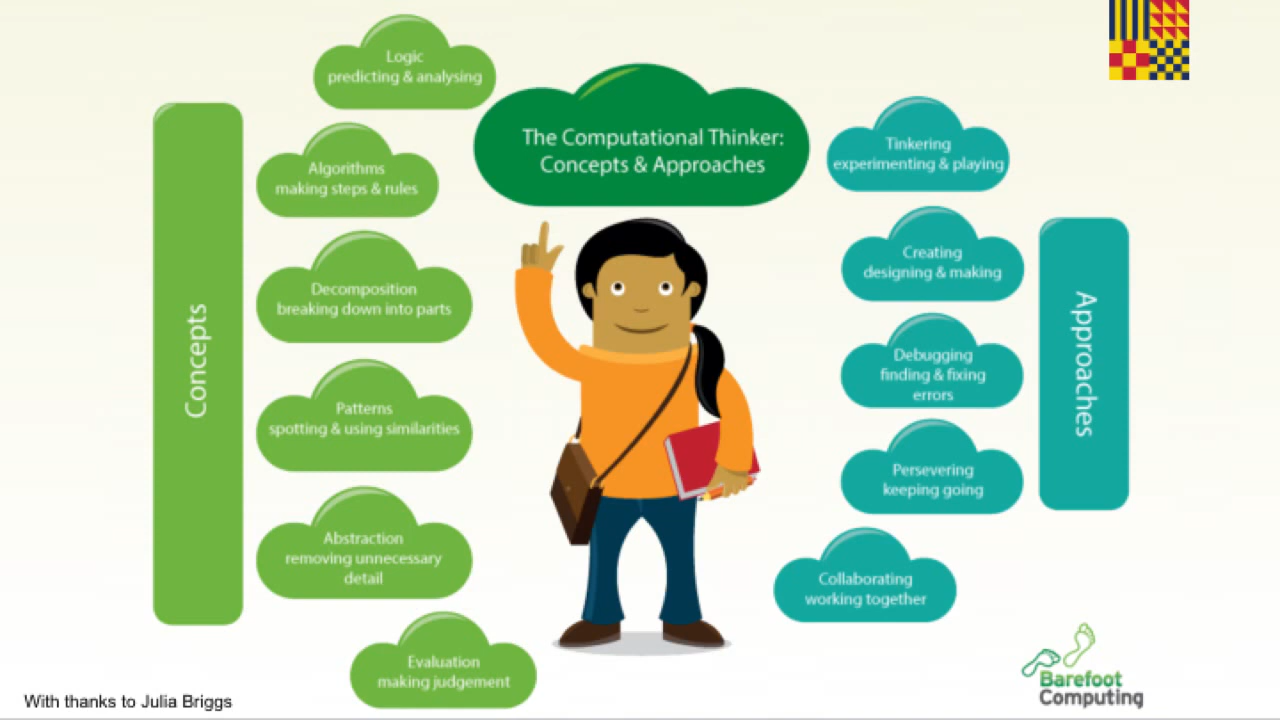 The Computational Thinker:
Concepts & Approaches
Concepts
Logic
predicting & analysing
Algorithms
making steps & rules
Decomposition
breaking down into parts
Patterns
spotting & using similarities
Abstraction
removing unnecessary
detail
Evaluation
making judgement
Approaches
Tinkering
experimenting & playing
Creating
designing & making
Debugging
finding & fixing
errors
Persevering
keeping going
Collaborating
working together
Barefoot
Computing
With thanks to Julia Briggs